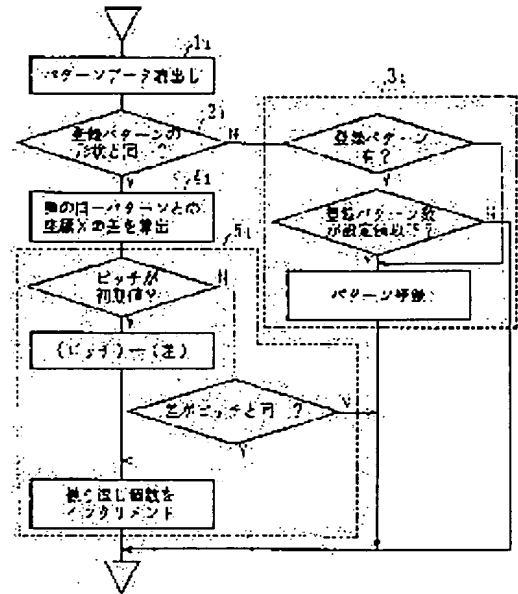 1i
パターンデータ読出し
2i
登録パターンの
形状と同一?
N
Y
4i
前の同一パターンとの
座標Xの差を算出
3i
登録パターン
有?
Y
登録パターン数
が設定値以下?
N
Y
パターン登録
5i
ピッチが
初期値?
N
Y
(ピッチ)←(差)
差がピッチと同一?
N
Y
繰り返し個数を
インクリメント